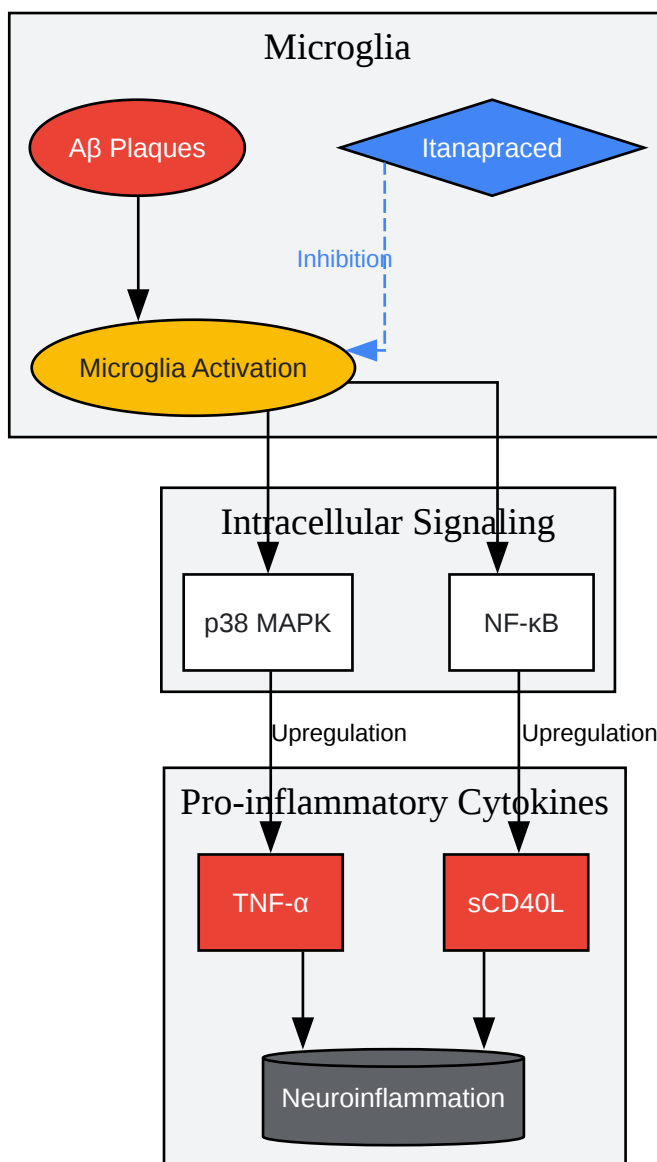 Microglia
Aβ Plaques
Itanapraced
Inhibition
Microglia Activation
Intracellular Signaling
p38 MAPK
NF-κB
Upregulation
Upregulation
Pro-inflammatory Cytokines
TNF-α
sCD40L
Neuroinflammation